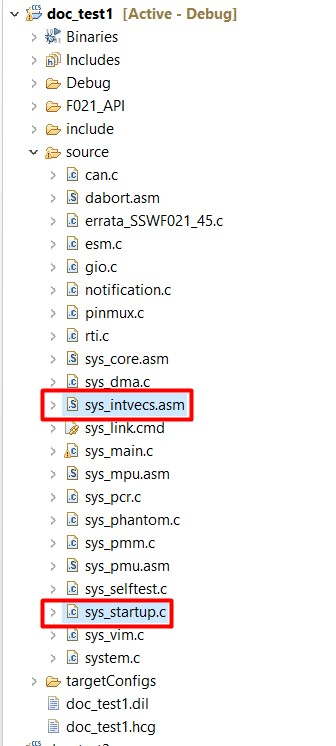 doc_test1 [Active - Debug]
Binaries
Includes
Debug
F021_API
include
source
can.c
dabort.asm
errata_SSWF021_45.c
esm.c
gio.c
notification.c
pinmux.c
rti.c
sys_core.asm
sys_dma.c
sys_intvecs.asm
sys_link.cmd
sys_main.c
sys_mpu.asm
sys_pcr.c
sys_phantom.c
sys_pmm.c
sys_pmu.asm
sys_selftest.c
sys_startup.c
sys_vim.c
system.c
targetConfigs
doc_test1.dil
doc_test1.hcg